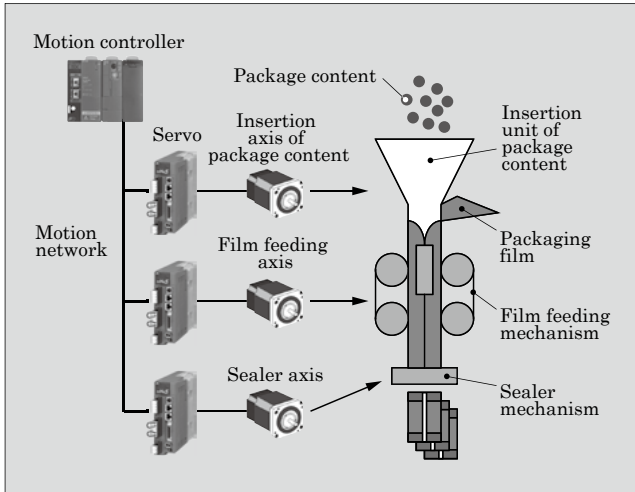 Motion controller
Package content
Servo
Insertion
axis of
package content
Insertion
unit of
package
content
Motion
network
Film feeding
axis
Packaging
film
Film feeding
mechanism
Sealer axis
Sealer
mechanism